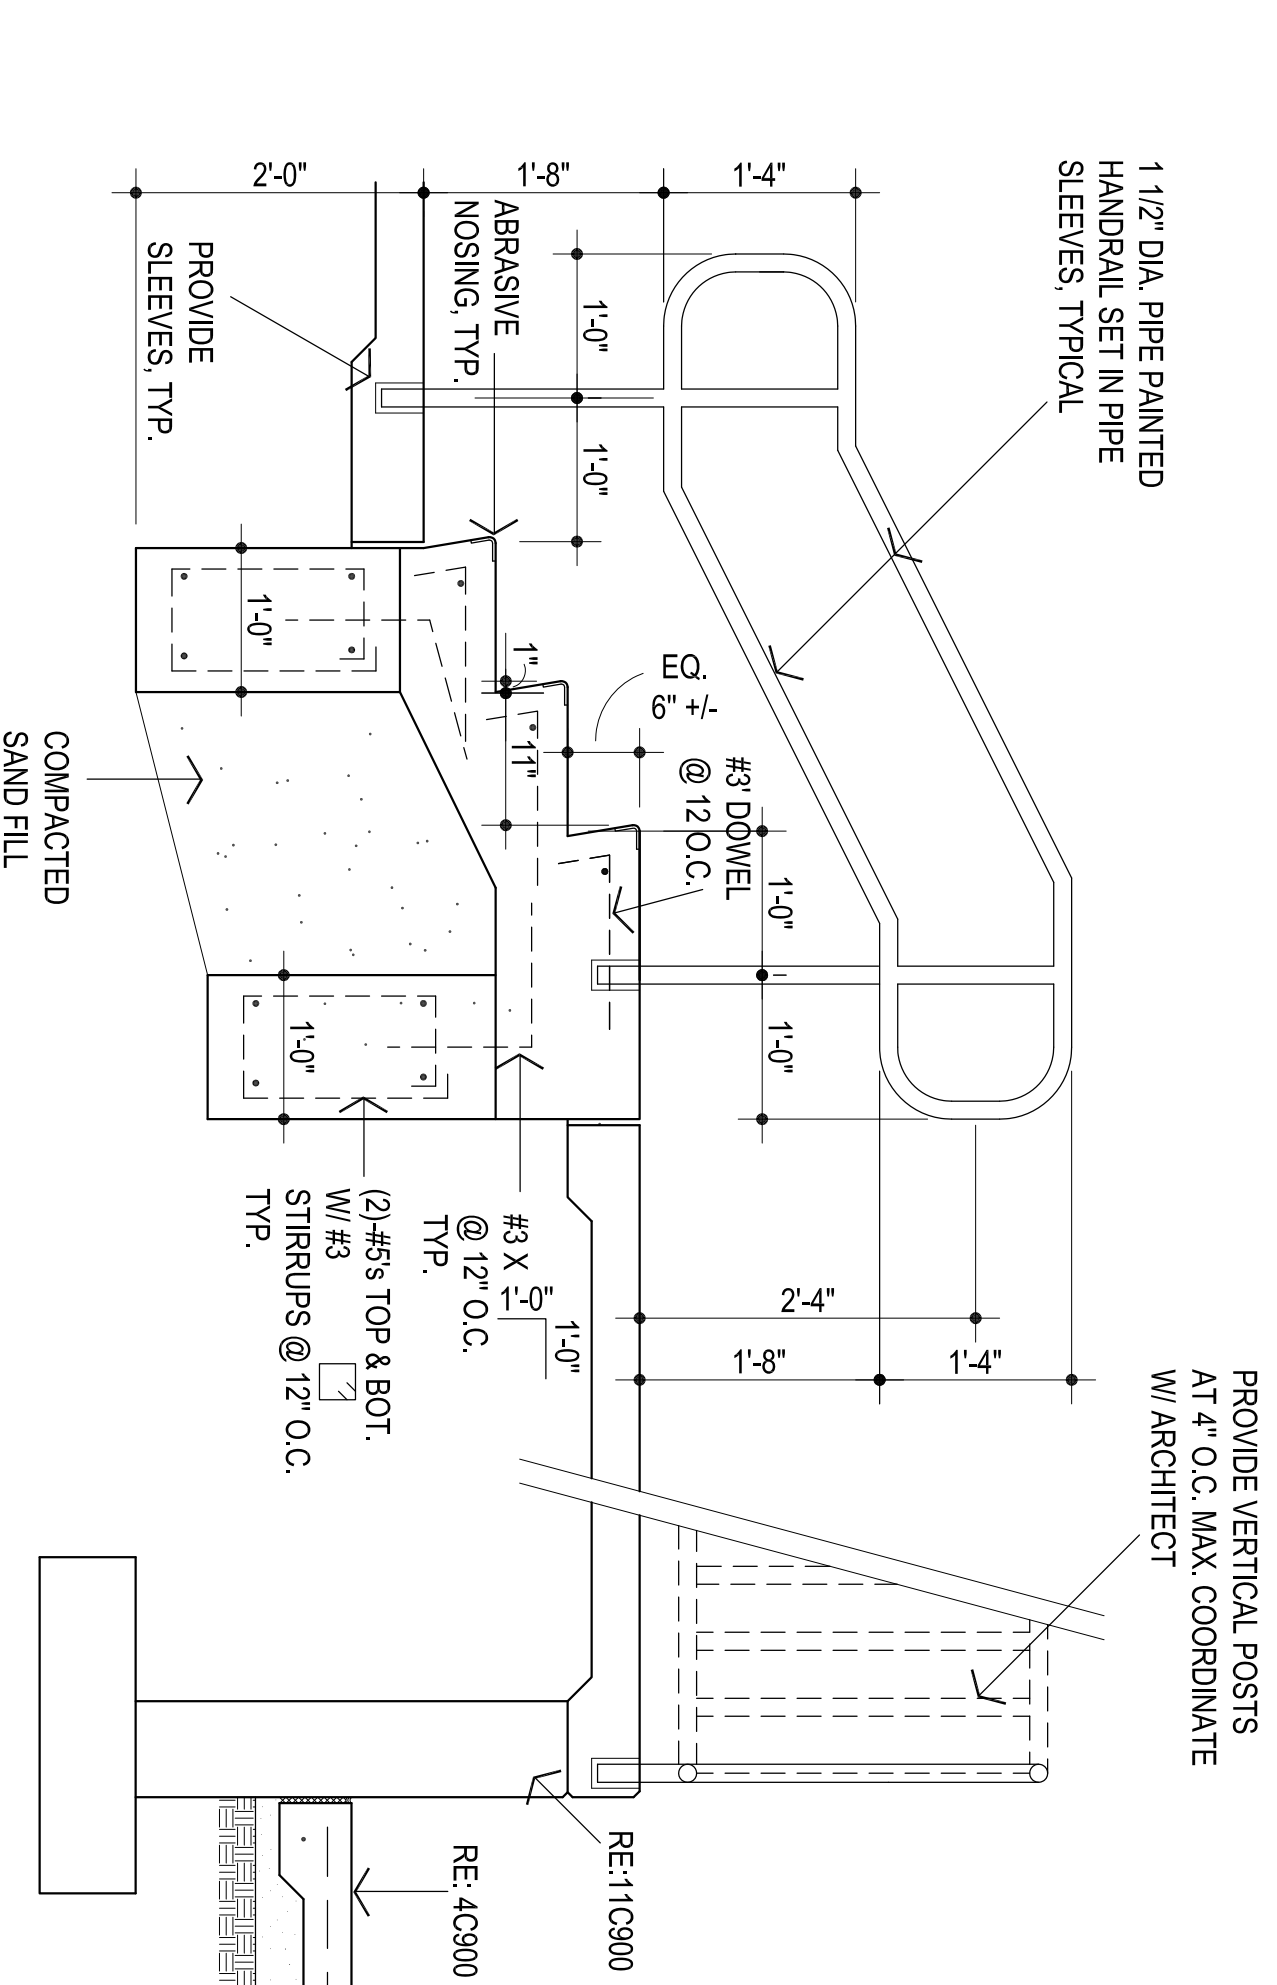 1 1/2" DIA. PIPE PAINTED
HANDRAIL SET IN PIPE
SLEEVES, TYPICAL
PROVIDE VERTICAL POSTS
AT 4" O.C. MAX. COORDINATE
W/ ARCHITECT
1'-4"
1'-8"
2'-0"
1'-0"
1'-0"
ABRASIVE
NOSING, TYP.
PROVIDE
SLEEVES, TYP.
EQ.
6" +/-
#3' DOWEL
@ 12 O.C.
1'-0"
1'-0"
1"
11"
1'-0"
1'-0"
2'-4"
1'-4"
1'-8"
#3 X
1'-0"
1'-0"
@ 12" O.C.
TYP.
(2)-#5's TOP & BOT.
W/ #3
STIRRUPS @ 12" O.C.
TYP.
COMPACTED
SAND FILL
RE:11C900
RE: 4C900